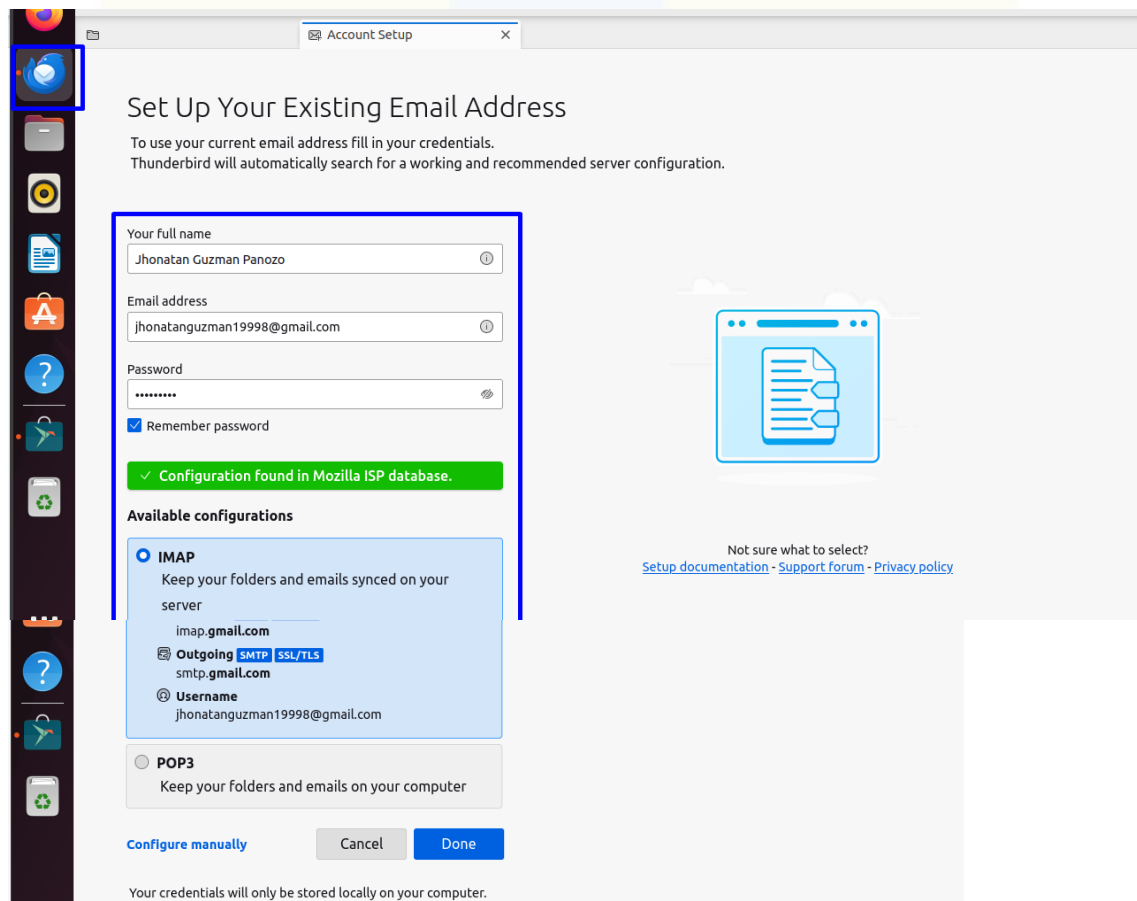 Account Setup
Set Up Your Existing Email Address
To use your current email address fill in your credentials.
Thunderbird will automatically search for a working and recommended server configuration.
Your full name
Jhonatan Guzman Panozo
Email address
jhonatanguzman19998@gmail.com
Password
•••••••••
Remember password
Configuration found in Mozilla ISP database.
Available configurations
IMAP
Keep your folders and emails synced on your
server
imap.gmail.com
Outgoing SMTP SSL/TLS
smtp.gmail.com
Username
jhonatanguzman19998@gmail.com
POP3
Keep your folders and emails on your computer
Configure manually
Cancel
Done
Your credentials will only be stored locally on your computer.
Not sure what to select?
Setup documentation - Support forum - Privacy policy